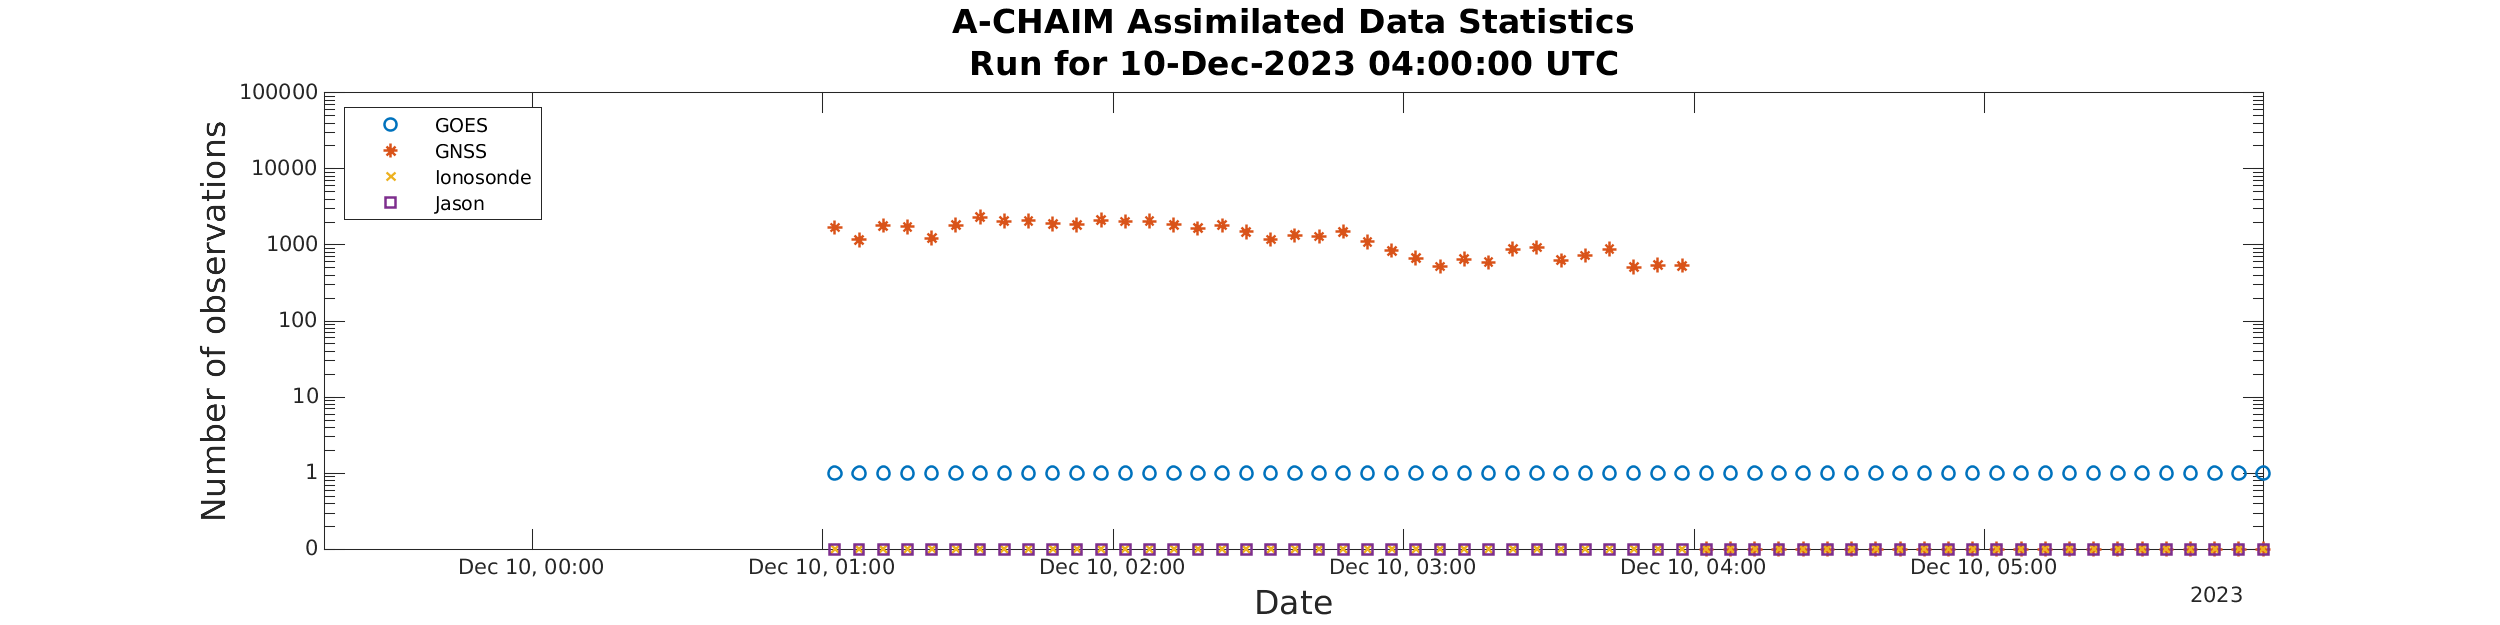 A-CHAIM Assimilated Data Statistics
Run for 10-Dec-2023 04:00:00 UTC
100000
10000
1000
100
10
1
0
Number of observations
GOES
GNSS
Ionosonde
Jason
Dec 10, 00:00
Dec 10, 01:00
Dec 10, 02:00
Dec 10, 03:00
Dec 10, 04:00
Dec 10, 05:00
2023
Date